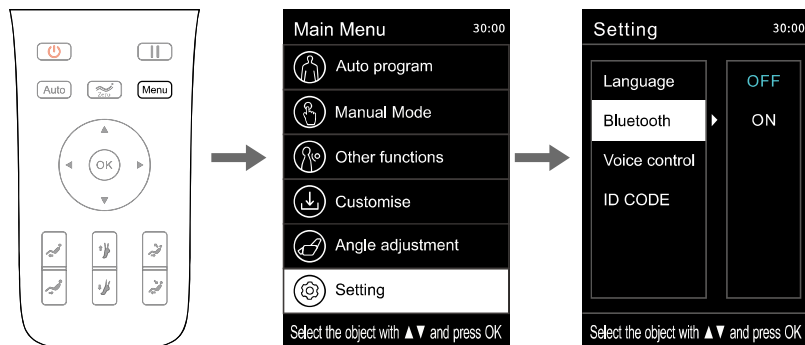 Auto
Zero
Menu
OK
Main Menu 30:00
Auto program
Manual Mode
Other functions
Customise
Angle adjustment
Setting
Select the object with ▲▼ and press OK
Setting 30:00
Language OFF
Bluetooth ON
Voice control
ID CODE
Select the object with ▲▼ and press OK